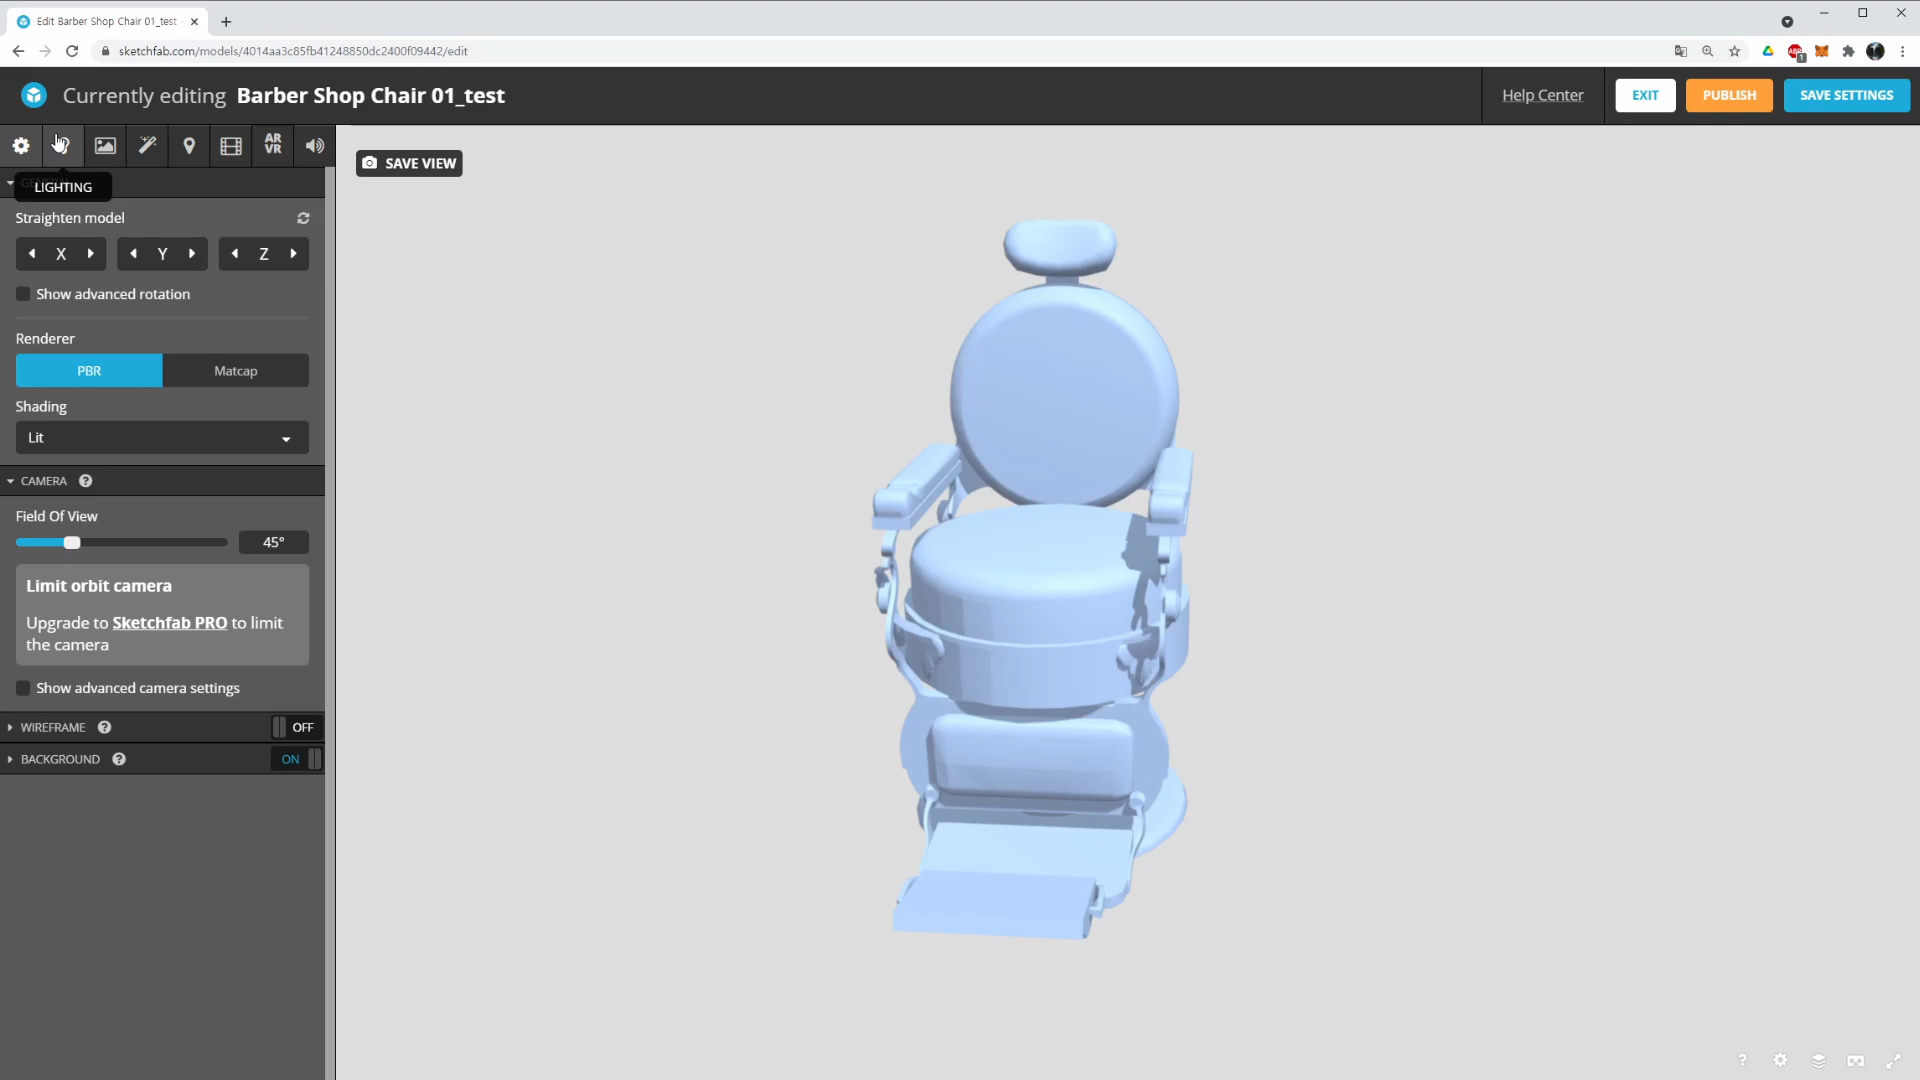 Edit Barber Shop Chair 01_test
sketchfab.com/models/4014aa3c85fb41248850dc2400f09442/edit
ABP
1
Currently editing Barber Shop Chair 01_test
Help Center
EXIT
PUBLISH
SAVE SETTINGS
AR
VR
LIGHTING
SAVE VIEW
Straighten model
X
Y
Z
Show advanced rotation
Renderer
PBR
Matcap
Shading
Lit
CAMERA ?
Field Of View
45°
Limit orbit camera
Upgrade to Sketchfab PRO to limit
the camera
Show advanced camera settings
WIREFRAME ? OFF
BACKGROUND ? ON
?